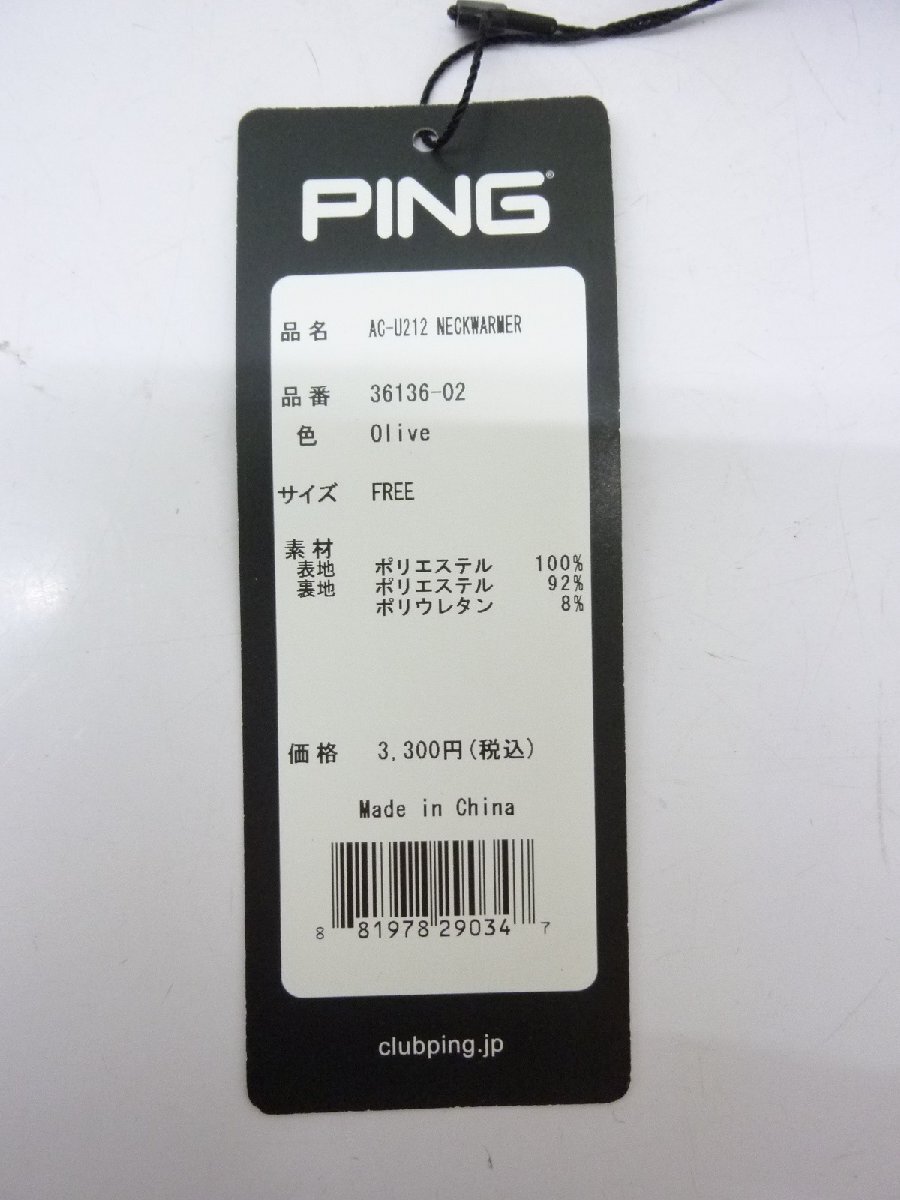 PING®
品名 AC-U212 NECKWARMER
品番 36136-02
色 Olive
サイズ FREE
素材
表地 ポリエステル 100%
裏地 ポリエステル 92%
ポリウレタン 8%
価格 3,300円(税込)
Made in China
8 81978 29034 7
clubping.jp